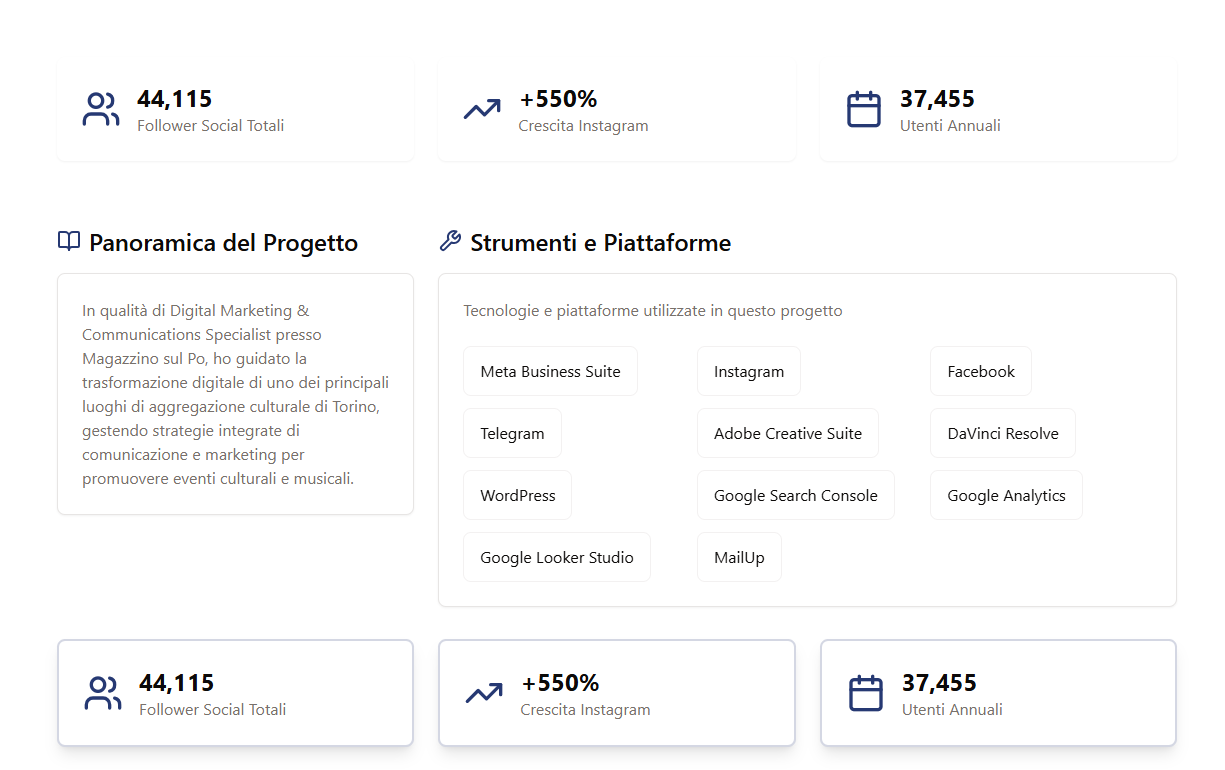 44,115
Follower Social Totali
+550%
Crescita Instagram
37,455
Utenti Annuali
Panoramica del Progetto
In qualità di Digital Marketing &
Communications Specialist presso
Magazzino sul Po, ho guidato la
trasformazione digitale di uno dei principali
luoghi di aggregazione culturale di Torino,
gestendo strategie integrate di
comunicazione e marketing per
promuovere eventi culturali e musicali.
Strumenti e Piattaforme
Tecnologie e piattaforme utilizzate in questo progetto
Meta Business Suite
Instagram
Facebook
Telegram
Adobe Creative Suite
DaVinci Resolve
WordPress
Google Search Console
Google Analytics
Google Looker Studio
MailUp
44,115
Follower Social Totali
+550%
Crescita Instagram
37,455
Utenti Annuali